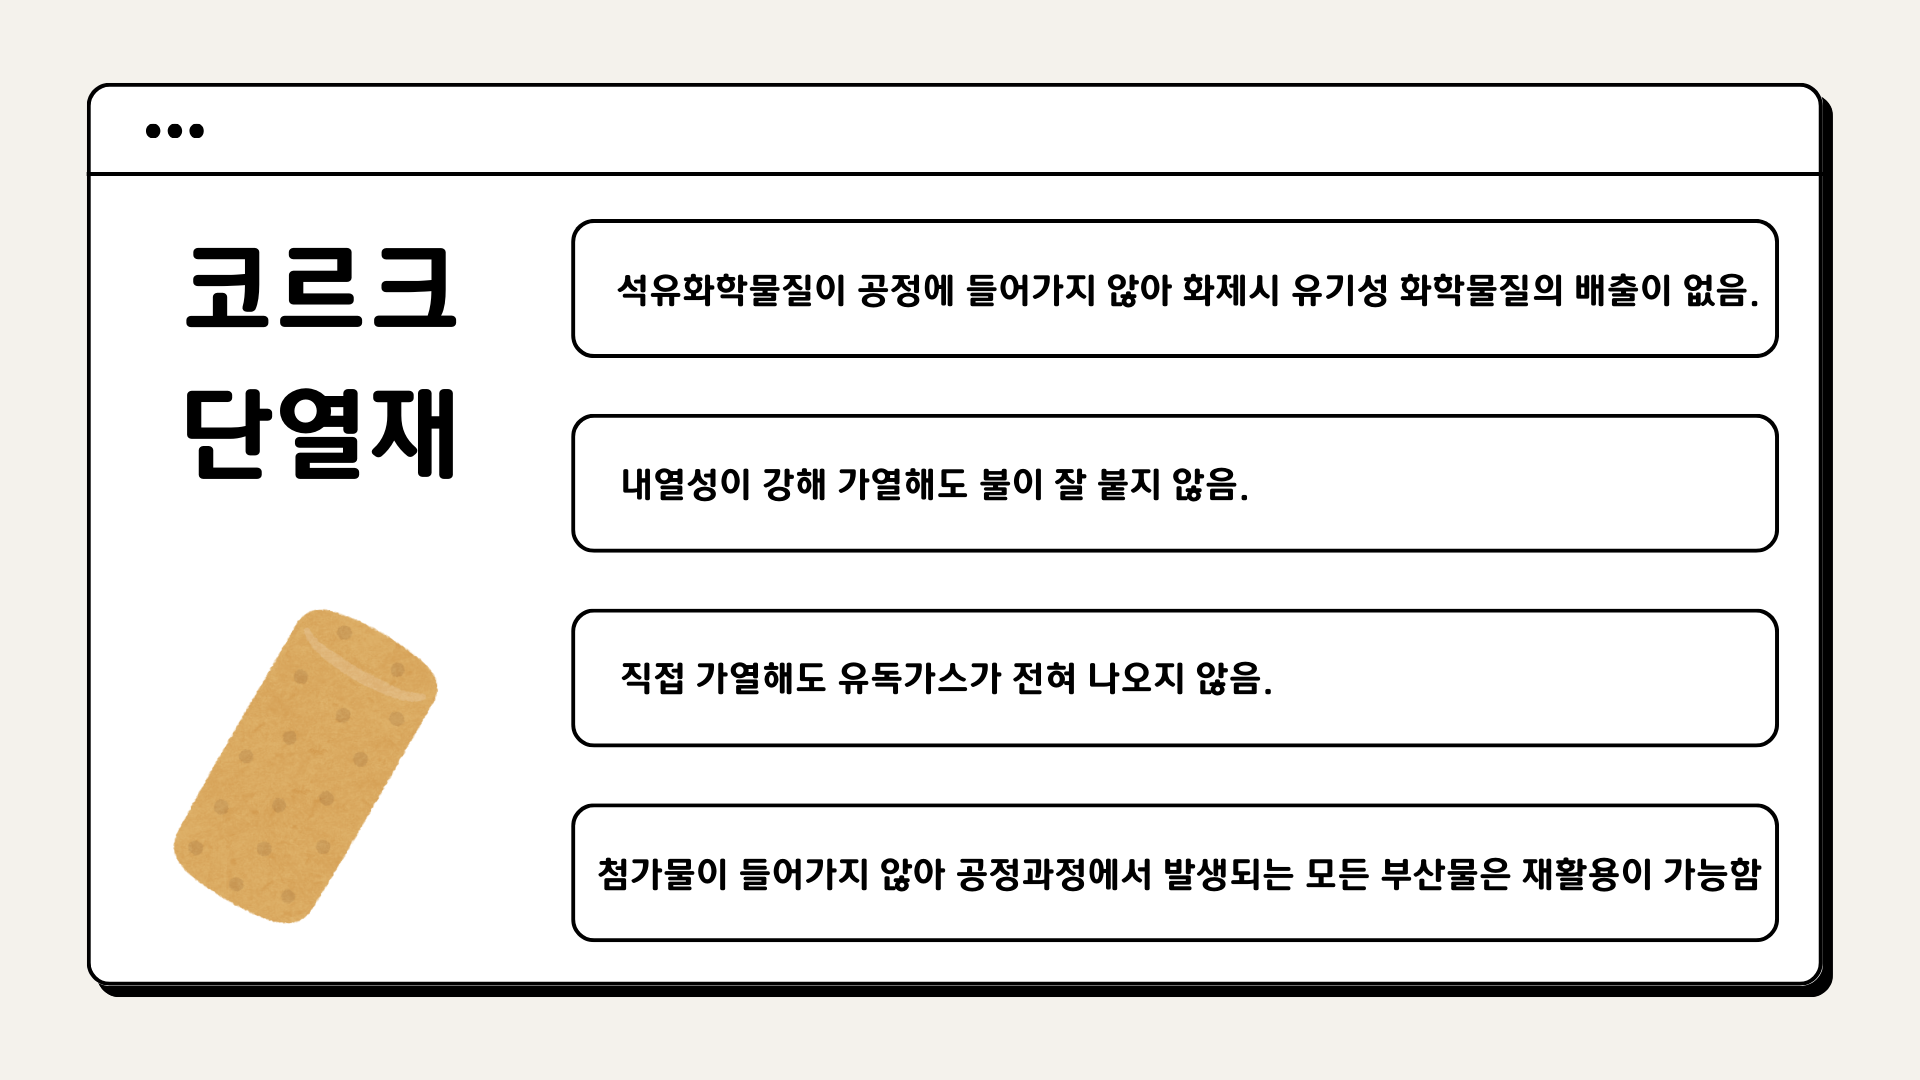 코르크
단열재
석유화학물질이 공정에 들어가지 않아 화제시 유기성 화학물질의 배출이 없음.
내열성이 강해 가열해도 불이 잘 붙지 않음.
직접 가열해도 유독가스가 전혀 나오지 않음.
첨가물이 들어가지 않아 공정과정에서 발생되는 모든 부산물은 재활용이 가능함